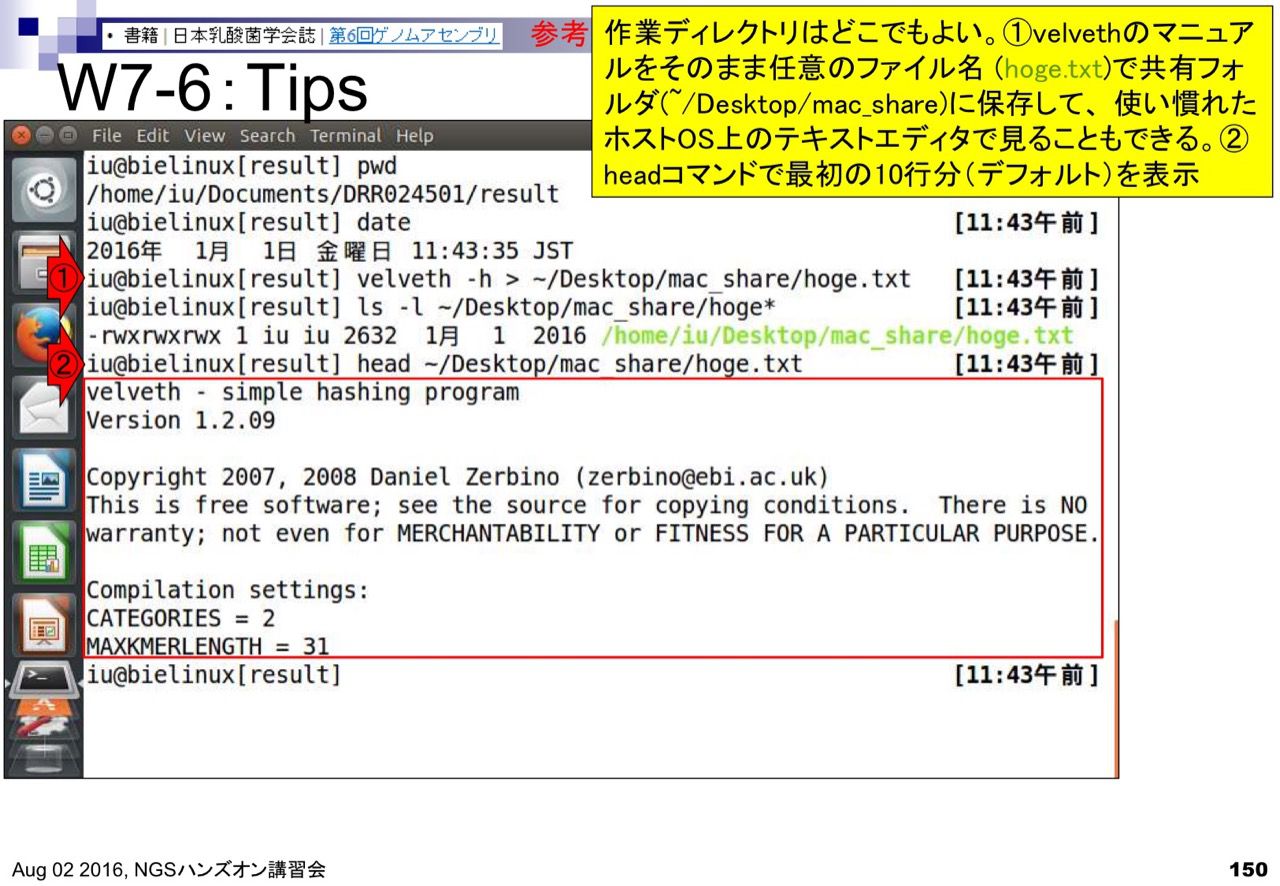 ・ 書籍 | 日本乳酸菌学会誌 | 第6回ゲノムアセンブリ
参考
W7-6：Tips
作業ディレクトリはどこでもよい。①velvethのマニュア
ルをそのまま任意のファイル名 (hoge.txt)で共有フォ
ルダ(~/Desktop/mac_share)に保存して、使い慣れた
ホストOS上のテキストエディタで見ることもできる。②
headコマンドで最初の10行分（デフォルト）を表示
File Edit View Search Terminal Help
iu@bielinux[result] pwd
/home/iu/Documents/DRR024501/result
iu@bielinux[result] date [11:43午前]
2016年 1月 1日 金曜日 11:43:35 JST
① iu@bielinux[result] velveth -h > ~/Desktop/mac_share/hoge.txt [11:43午前]
iu@bielinux[result] ls -l ~/Desktop/mac_share/hoge* [11:43午前]
-rwxrwxrwx 1 iu iu 2632 1月 1 2016 /home/iu/Desktop/mac_share/hoge.txt
② iu@bielinux[result] head ~/Desktop/mac_share/hoge.txt [11:43午前]
velveth - simple hashing program
Version 1.2.09
Copyright 2007, 2008 Daniel Zerbino (zerbino@ebi.ac.uk)
This is free software; see the source for copying conditions.  There is NO
warranty; not even for MERCHANTABILITY or FITNESS FOR A PARTICULAR PURPOSE.
Compilation settings:
CATEGORIES = 2
MAXKMERLENGTH = 31
iu@bielinux[result] [11:43午前]
Aug 02 2016, NGSハンズオン講習会
150